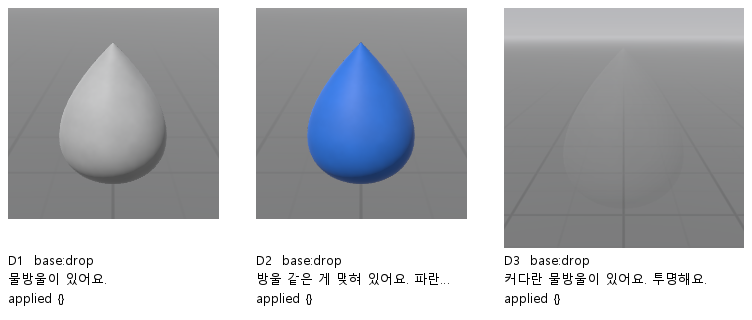 D1 base:drop
물방울이 있어요.
applied {}
D2 base:drop
방울 같은 게 맺혀 있어요. 파란...
applied {}
D3 base:drop
커다란 물방울이 있어요. 투명해요.
applied {}